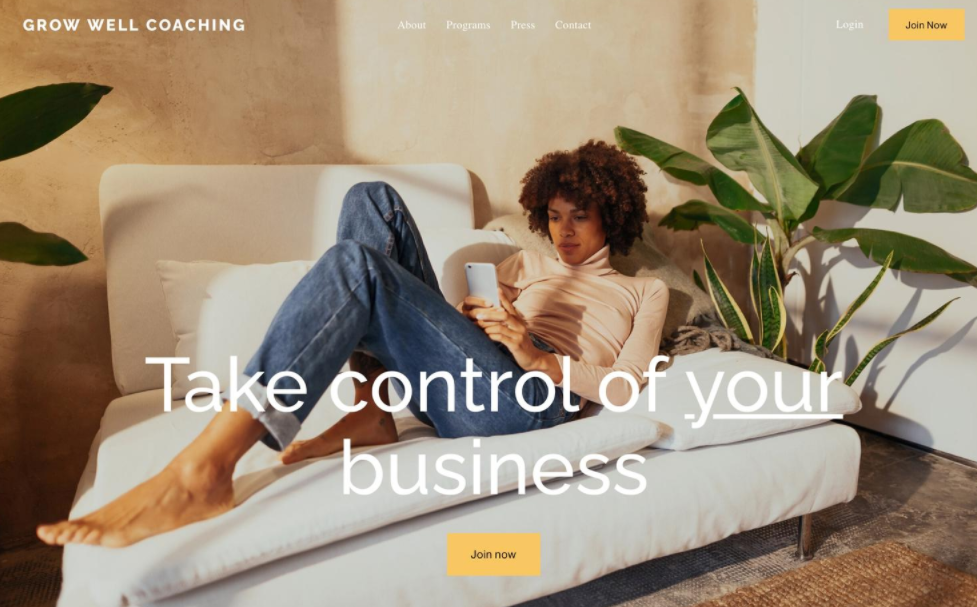 GROW WELL COACHING
About Programs Press Contact
Login
Join Now
Take control of your
business
Join now